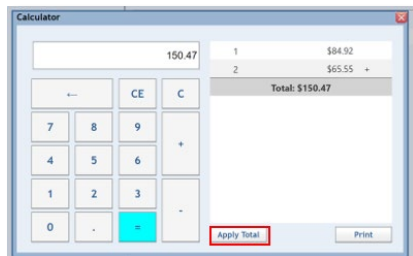 Calculator
150.47
← CE C
7 8 9 +
4 5 6
1 2 3 -
0 . =
1 $84.92
2 $65.55 +
Total: $150.47
Apply Total Print